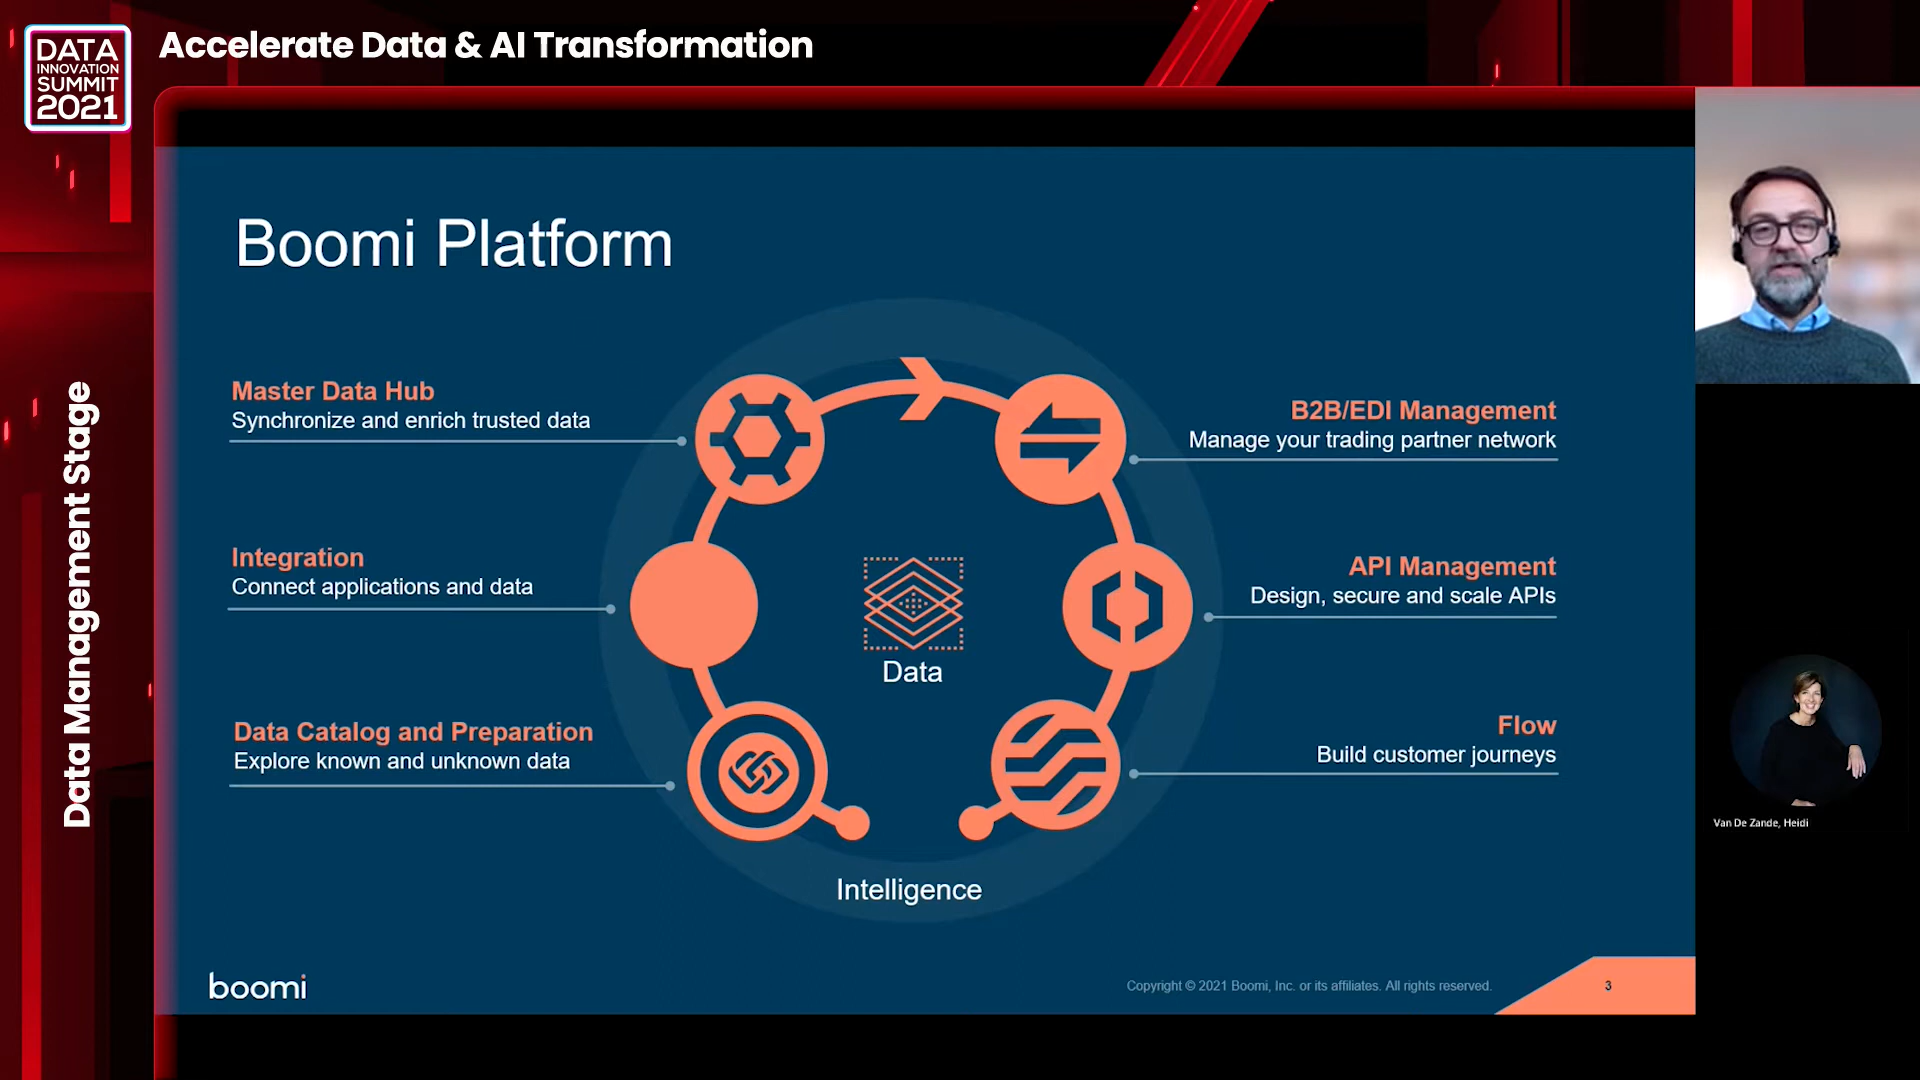 DATA
INNOVATION
SUMMIT
2021
Accelerate Data & AI Transformation
Data Management Stage
Boomi Platform
Master Data Hub
Synchronize and enrich trusted data
Integration
Connect applications and data
Data Catalog and Preparation
Explore known and unknown data
B2B/EDI Management
Manage your trading partner network
API Management
Design, secure and scale APIs
Flow
Build customer journeys
Data
Intelligence
boomi
Copyright © 2021 Boomi, Inc. or its affiliates. All rights reserved.
3
Van De Zande, Heidi